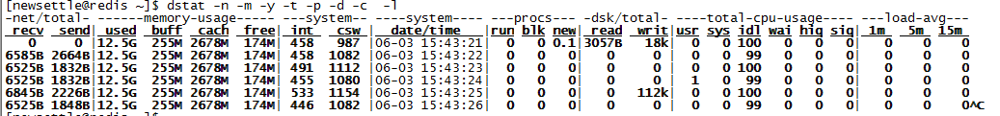 [newsettle@redis ~]$ dstat -n -m -y -t -p -d -c  -l
-net/total- ------memory-usage----- ---system-- ----system---- ---procs--- -dsk/total- ----total-cpu-usage---- ---load-avg---
 recv  send| used  buff  cach  free| int   csw |  date/time   |run blk new| read  writ|usr sys idl wai hiq siq| 1m   5m  15m
   0     0 |12.5G  255M 2678M  174M| 458   987 |06-03 15:43:21|  0   0 0.1|3057B   18k|  0   0 100   0   0   0|   0    0    0
6585B 2664B|12.5G  255M 2678M  174M| 458  1082 |06-03 15:43:22|  0   0   0|   0     0 |  0   0  99   0   0   0|   0    0    0
6525B 1832B|12.5G  255M 2678M  174M| 491  1112 |06-03 15:43:23|  0   0   0|   0     0 |  0   0 100   0   0   0|   0    0    0
6525B 1832B|12.5G  255M 2678M  174M| 455  1080 |06-03 15:43:24|  0   0   0|   0     0 |  1   0  99   0   0   0|   0    0    0
6845B 2226B|12.5G  255M 2678M  174M| 533  1154 |06-03 15:43:25|  0   0   0|   0   112k|  0   0 100   0   0   0|   0    0    0
6525B 1848B|12.5G  255M 2678M  174M| 446  1082 |06-03 15:43:26|  0   0   0|   0     0 |  0   0  99   0   0   0|   0    0    0^C
[newsettle@redis ~]$